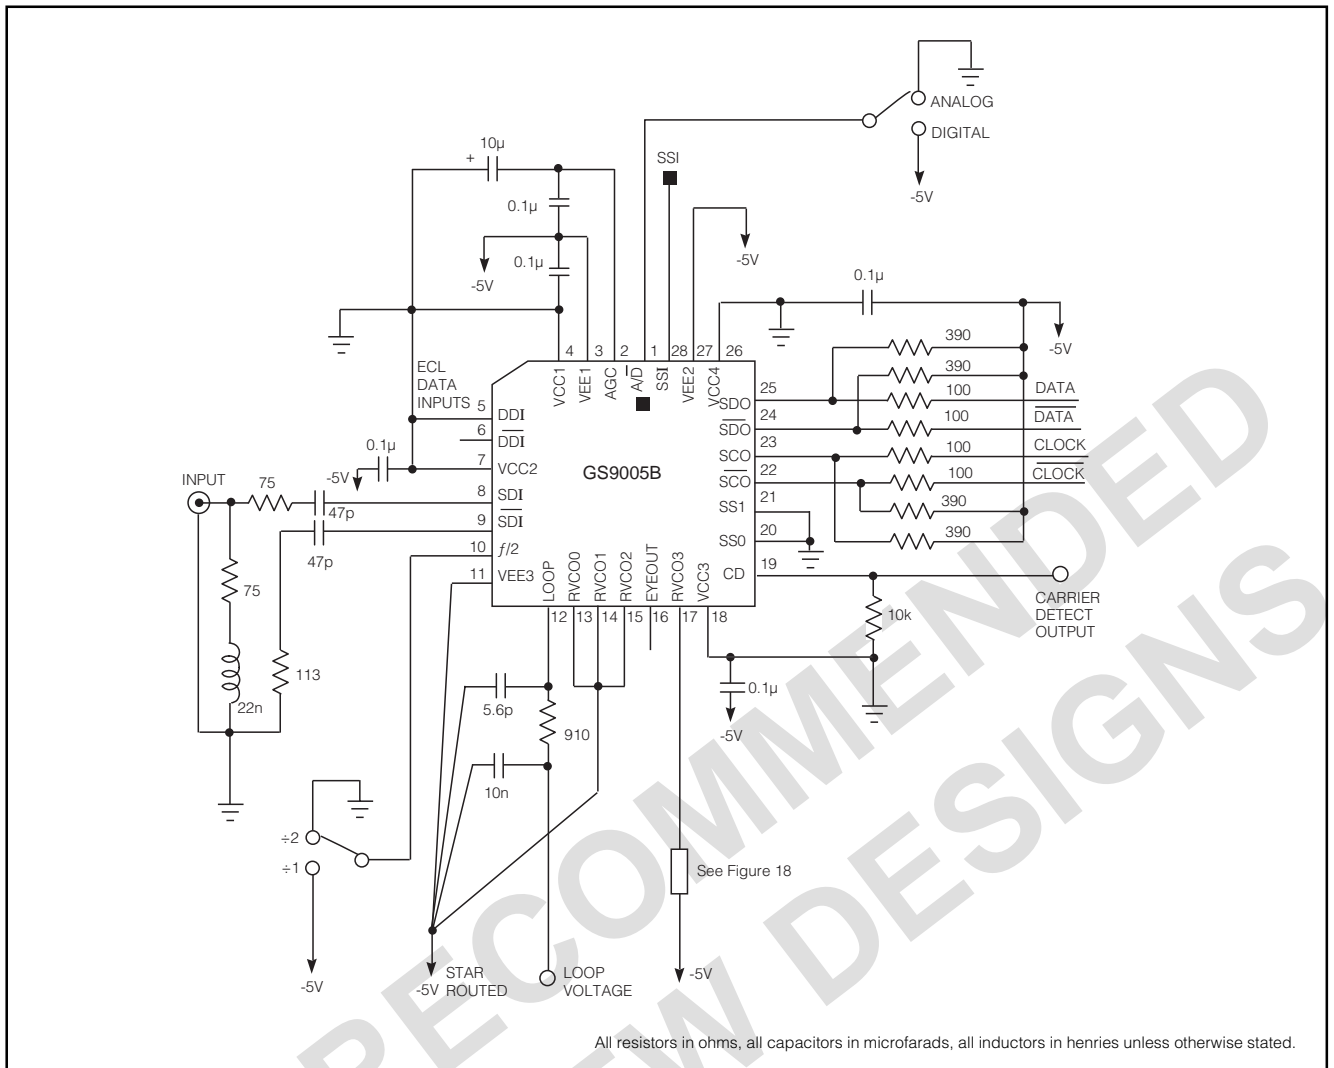 ANALOG
DIGITAL
-5V
10µ
+
SSI
0.1µ
-5V
0.1µ
-5V
0.1µ
-5V
4 3 2 1 28 27 26
VCC1 VEE1 AGC A/D SSI VEE2 VCC4
ECL
DATA
INPUTS
390
390
100 DATA
100 DATA
100 CLOCK
100 CLOCK
390
390
5 DDI
6 DDI
7 VCC2
8 SDI
9 SDI
10 f/2
11 VEE3
GS9005B
25 SDO
24 SDO
23 SCO
22 SCO
21 SS1
20 SS0
19 CD
0.1µ
-5V
INPUT
75
47p
47p
75
113
22n
LOOP RVCO0 RVCO1 RVCO2 EYEOUT RVCO3 VCC3
12 13 14 15 16 17 18
10k
CARRIER
DETECT
OUTPUT
0.1µ
-5V
5.6p
910
10n
÷2
÷1
-5V
See Figure 18
-5V
-5V STAR
ROUTED
LOOP
VOLTAGE
RECOMMENDED
EW DESIGNS
All resistors in ohms, all capacitors in microfarads, all inductors in henries unless otherwise stated.